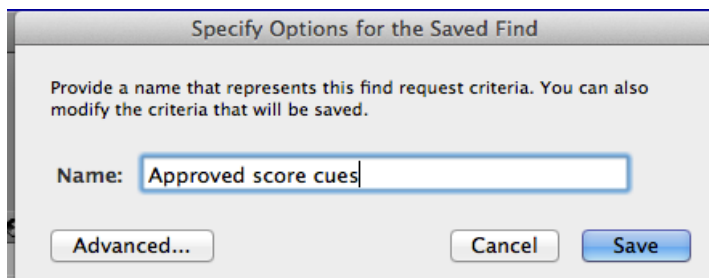 Specify Options for the Saved Find
Provide a name that represents this find request criteria. You can also
modify the criteria that will be saved.
Name: Approved score cues
Advanced... Cancel Save